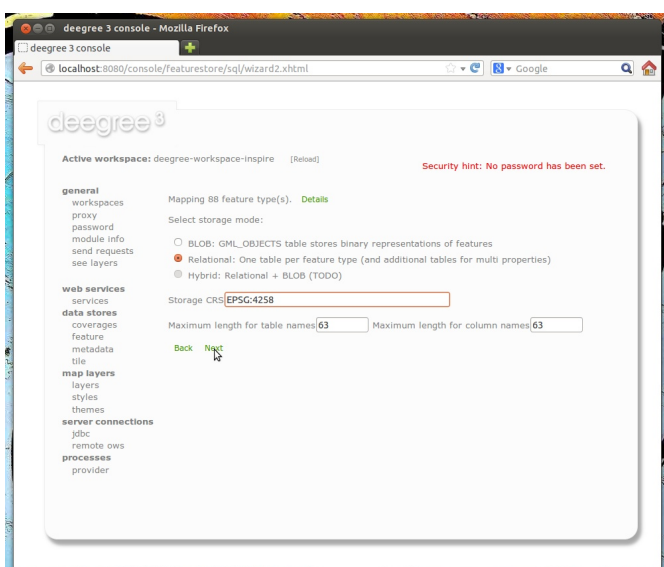 deegree 3 console - Mozilla Firefox
deegree 3 console
localhost:8080/console/featurestore/sql/wizard2.xhtml
Google
deegree 3
Active workspace: deegree-workspace-inspire [Reload]
Security hint: No password has been set.
general
workspaces
proxy
password
module info
send requests
see layers
web services
services
data stores
coverages
feature
metadata
tile
map layers
layers
styles
themes
server connections
jdbc
remote ows
processes
provider
Mapping 88 feature type(s). Details
Select storage mode:
BLOB: GML_OBJECTS table stores binary representations of features
Relational: One table per feature type (and additional tables for multi properties)
Hybrid: Relational + BLOB (TODO)
Storage CRS EPSG:4258
Maximum length for table names 63 Maximum length for column names 63
Back Next